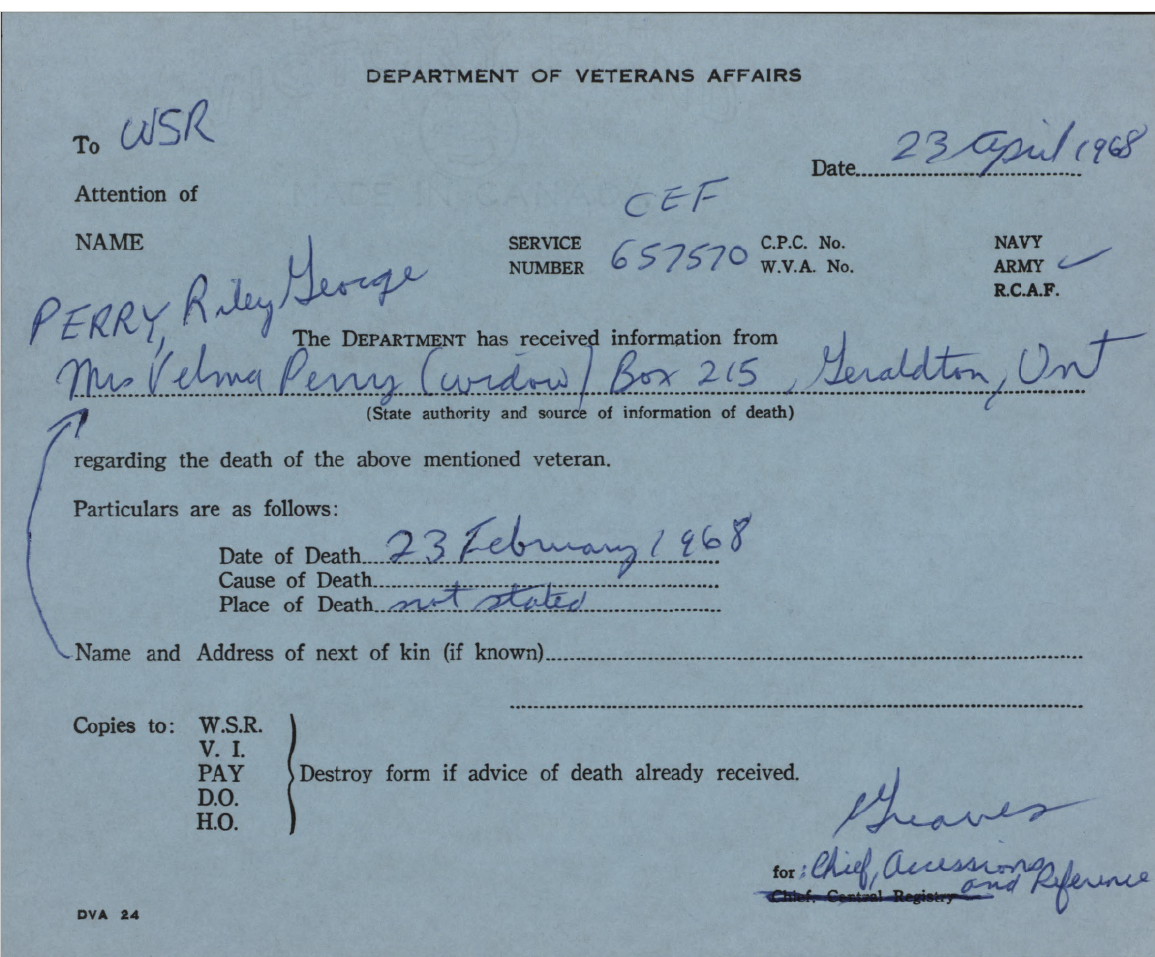 DEPARTMENT OF VETERANS AFFAIRS
To WSR
Date 23 April 1968
Attention of
CEF
NAME SERVICE NUMBER 657570 C.P.C. No. W.V.A. No. NAVY ARMY ✓ R.C.A.F.
PERRY, Riley George
The DEPARTMENT has received information from
Mrs Velma Perry (widow) Box 215, Geraldton, Ont
(State authority and source of information of death)
regarding the death of the above mentioned veteran.
Particulars are as follows:
Date of Death 23 February 1968
Cause of Death
Place of Death not stated
Name and Address of next of kin (if known)
Copies to: W.S.R.
V. I.
PAY Destroy form if advice of death already received.
D.O.
H.O.
Greaves
for: Chief, Accessions and Reference
Chief, Central Registry
DVA 24